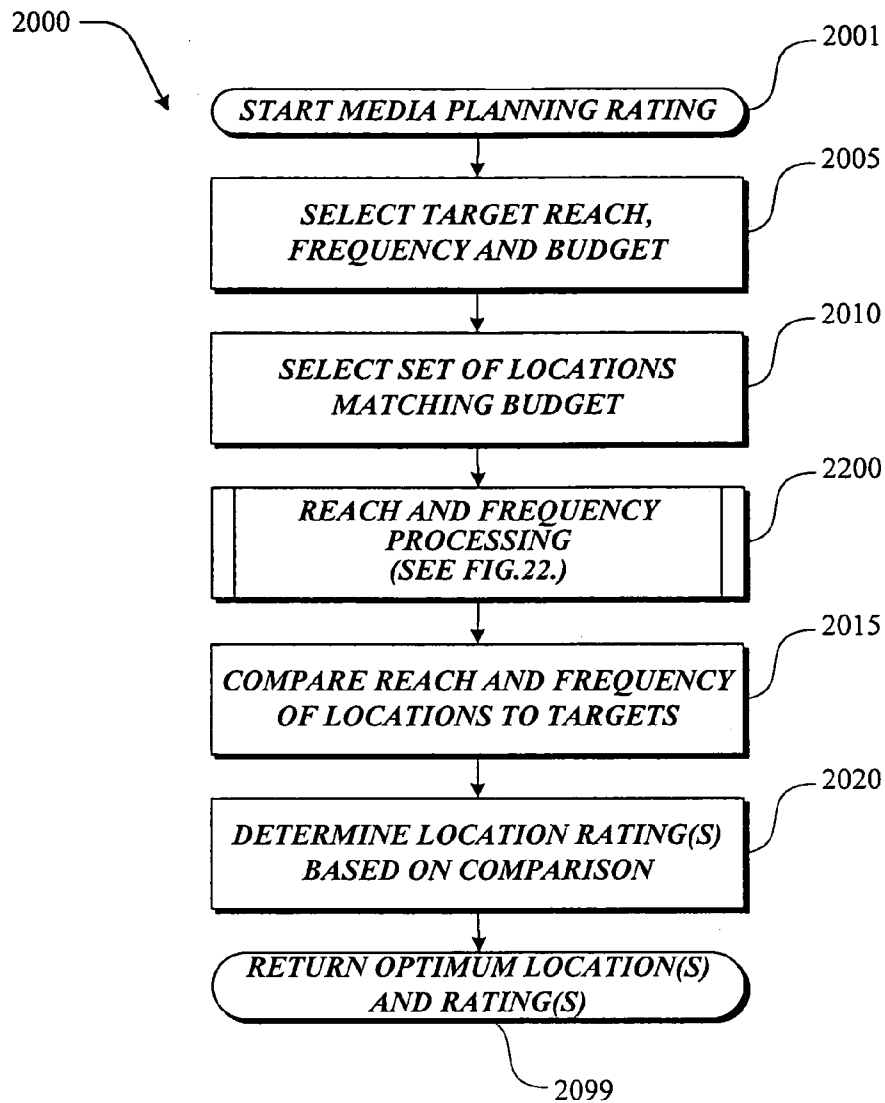 2000
2001
START MEDIA PLANNING RATING
2005
SELECT TARGET REACH,
FREQUENCY AND BUDGET
2010
SELECT SET OF LOCATIONS
MATCHING BUDGET
2200
REACH AND FREQUENCY
PROCESSING
(SEE FIG.22.)
2015
COMPARE REACH AND FREQUENCY
OF LOCATIONS TO TARGETS
2020
DETERMINE LOCATION RATING(S)
BASED ON COMPARISON
RETURN OPTIMUM LOCATION(S)
AND RATING(S)
2099